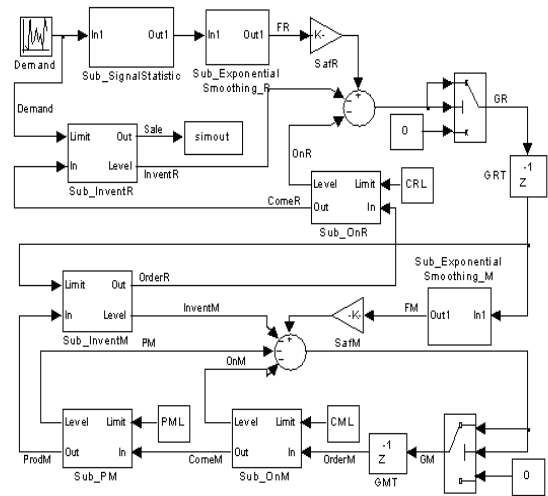 In1 Out1
In1 Out1
FR
-K-
Demand
Sub_SignalStatistic
Sub_Exponential
Smoothing_R
SafR
Demand
GR
0
Limit Out
Sale
simout
In Level
InventR
Sub_InventR
OnR
GRT
-1
Z
Level Limit
CRL
ComeR
Out In
Sub_OnR
Sub_Exponential
Smoothing_M
Limit Out
OrderR
In Level
InventM
-K-
FM
Out1 In1
Sub_InventM
PM
SafM
OnM
Level Limit
PML
Level Limit
CML
Out In
Out In
OrderM
-1
Z
GM
0
ProdM
ComeM
Sub_PM
Sub_OnM
GMT